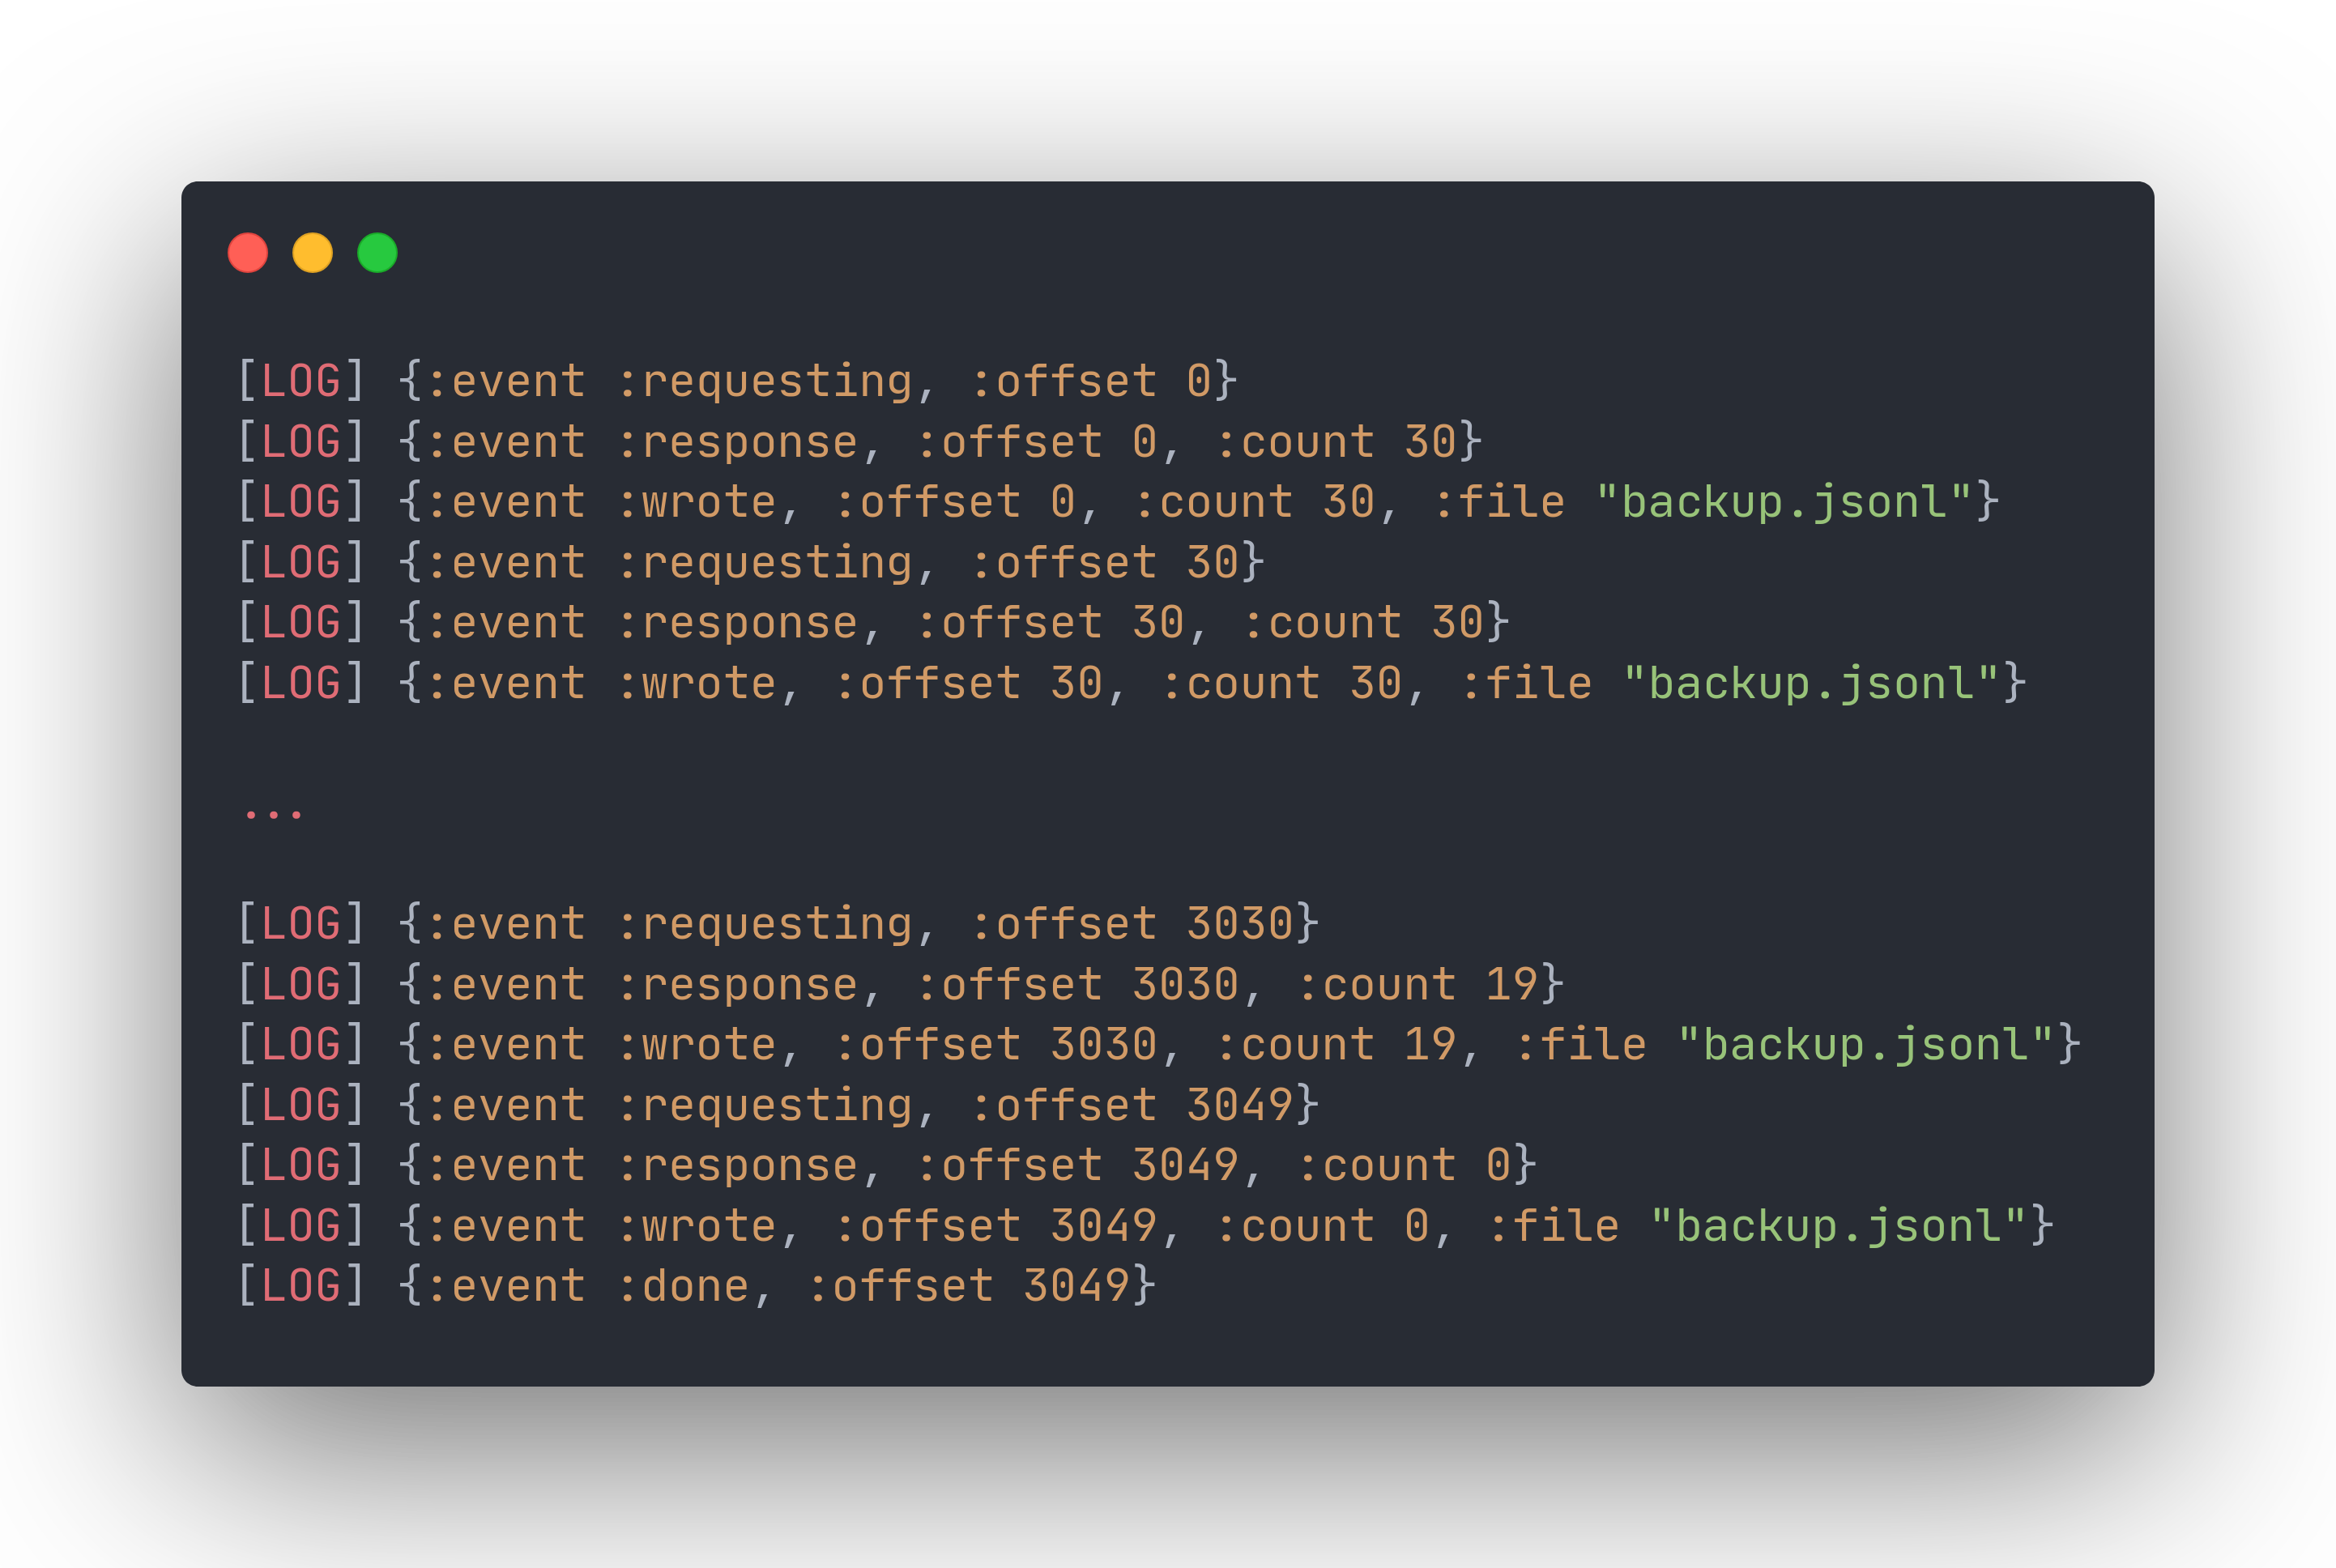 [LOG] {:event :requesting, :offset 0}
[LOG] {:event :response, :offset 0, :count 30}
[LOG] {:event :wrote, :offset 0, :count 30, :file "backup.jsonl"}
[LOG] {:event :requesting, :offset 30}
[LOG] {:event :response, :offset 30, :count 30}
[LOG] {:event :wrote, :offset 30, :count 30, :file "backup.jsonl"}
...
[LOG] {:event :requesting, :offset 3030}
[LOG] {:event :response, :offset 3030, :count 19}
[LOG] {:event :wrote, :offset 3030, :count 19, :file "backup.jsonl"}
[LOG] {:event :requesting, :offset 3049}
[LOG] {:event :response, :offset 3049, :count 0}
[LOG] {:event :wrote, :offset 3049, :count 0, :file "backup.jsonl"}
[LOG] {:event :done, :offset 3049}